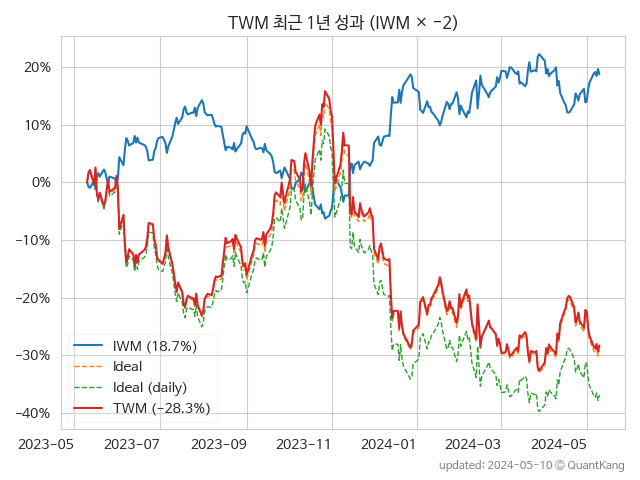 TWM 최근 1년 성과 (IWM × −2)
20%
10%
0%
−10%
−20%
−30%
−40%
IWM (18.7%)
Ideal
Ideal (daily)
TWM (−28.3%)
2023-05
2023-07
2023-09
2023-11
2024-01
2024-03
2024-05
updated: 2024-05-10 © QuantKang